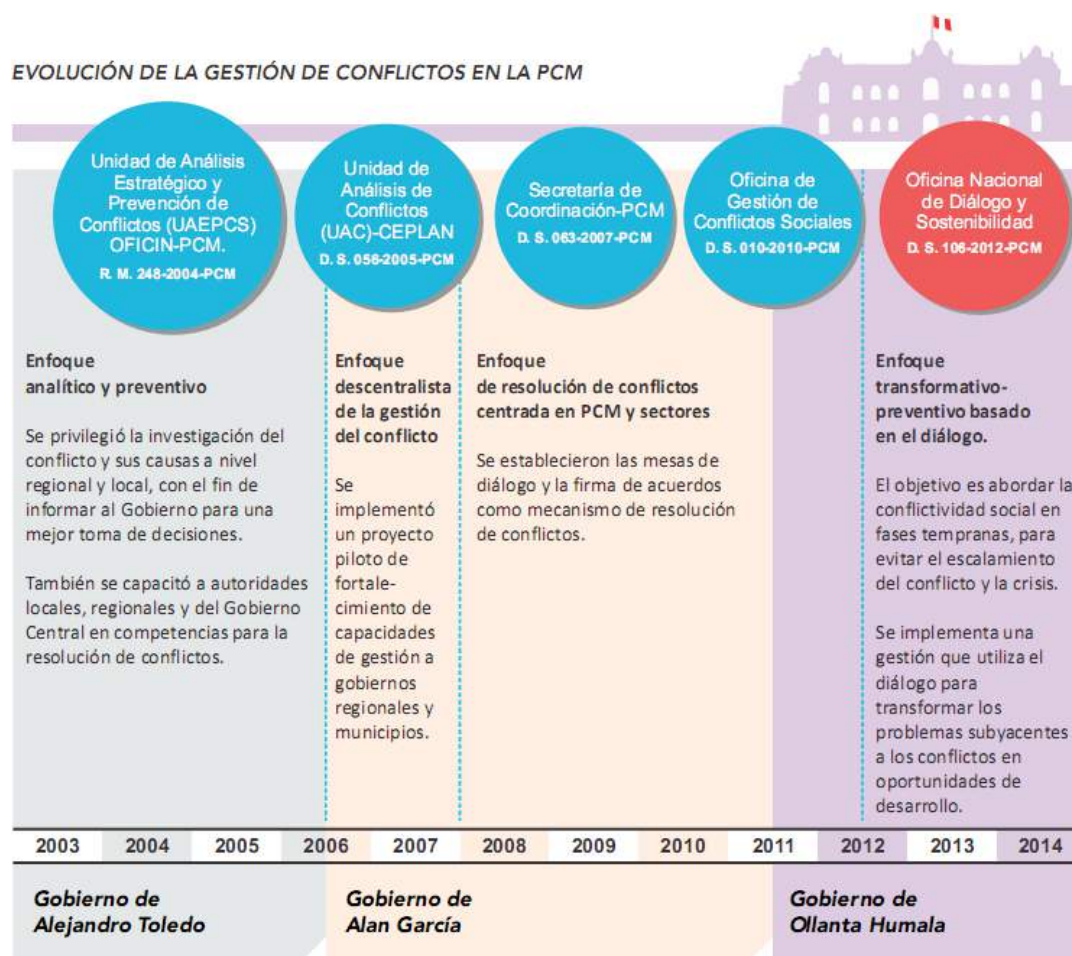 EVOLUCIÓN DE LA GESTIÓN DE CONFLICTOS EN LA PCM
Unidad de Análisis
Estratégico y
Prevención de
Conflictos (UAEPCS)
OFICIN-PCM.
R. M. 248-2004-PCM
Unidad de
Análisis de
Conflictos
(UAC)-CEPLAN
D. S. 056-2005-PCM
Secretaría de
Coordinación-PCM
D. S. 063-2007-PCM
Oficina de
Gestión de
Conflictos Sociales
D. S. 010-2010-PCM
Oficina Nacional
de Diálogo y
Sostenibilidad
D. S. 106-2012-PCM
Enfoque
analítico y preventivo
Se privilegió la investigación del
conflicto y sus causas a nivel
regional y local, con el fin de
informar al Gobierno para una
mejor toma de decisiones.
También se capacitó a autoridades
locales, regionales y del Gobierno
Central en competencias para la
resolución de conflictos.
Enfoque
descentralista
de la gestión
del conflicto
Se
implementó
un proyecto
piloto de
fortale-
cimiento de
capacidades
de gestión a
gobiernos
regionales y
municipios.
Enfoque
de resolución de conflictos
centrada en PCM y sectores
Se establecieron las mesas de
diálogo y la firma de acuerdos
como mecanismo de resolución
de conflictos.
Enfoque
transformativo-
preventivo basado
en el diálogo.
El objetivo es abordar la
conflictividad social en
fases tempranas, para
evitar el escalamiento
del conflicto y la crisis.
Se implementa una
gestión que utiliza el
diálogo para
transformar los
problemas subyacentes
a los conflictos en
oportunidades de
desarrollo.
2003 2004 2005 2006 2007 2008 2009 2010 2011 2012 2013 2014
Gobierno de
Alejandro Toledo
Gobierno de
Alan García
Gobierno de
Ollanta Humala